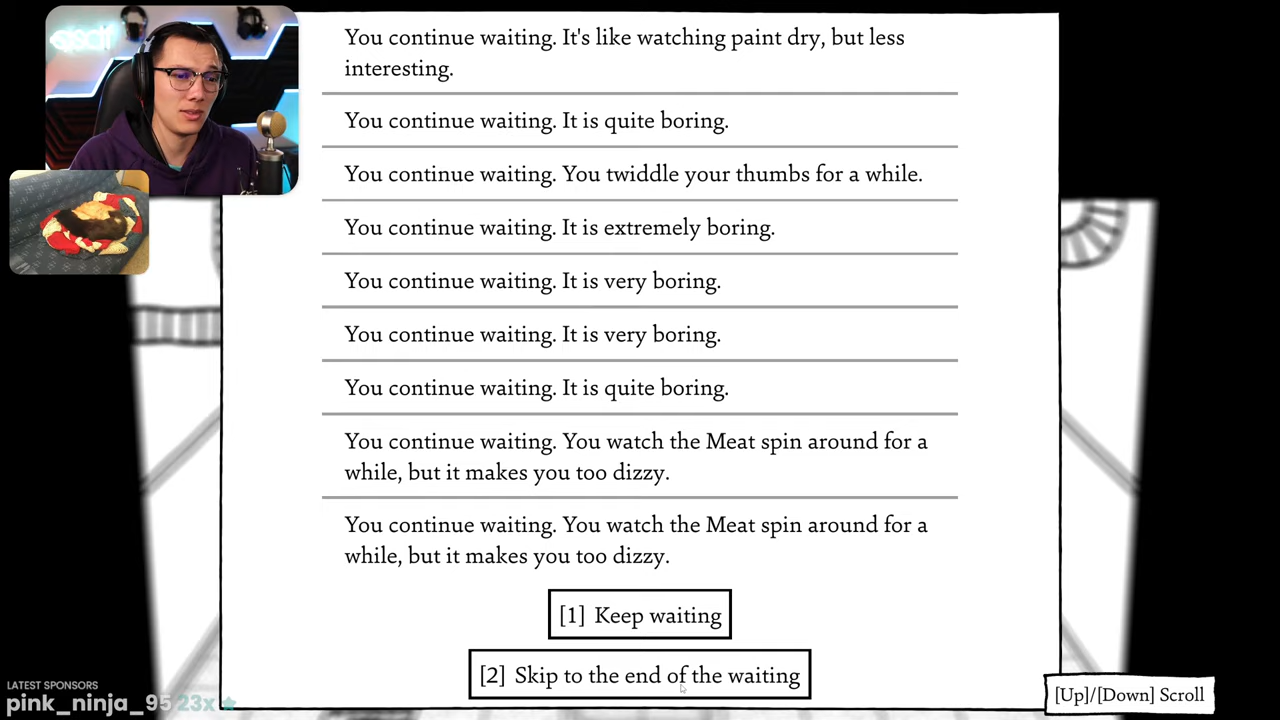 You continue waiting. It's like watching paint dry, but less
interesting.
You continue waiting. It is quite boring.
You continue waiting. You twiddle your thumbs for a while.
You continue waiting. It is extremely boring.
You continue waiting. It is very boring.
You continue waiting. It is very boring.
You continue waiting. It is quite boring.
You continue waiting. You watch the Meat spin around for a
while, but it makes you too dizzy.
You continue waiting. You watch the Meat spin around for a
while, but it makes you too dizzy.
[1] Keep waiting
[2] Skip to the end of the waiting
[Up]/[Down] Scroll
LATEST SPONSORS
pink_ninja_95 23x